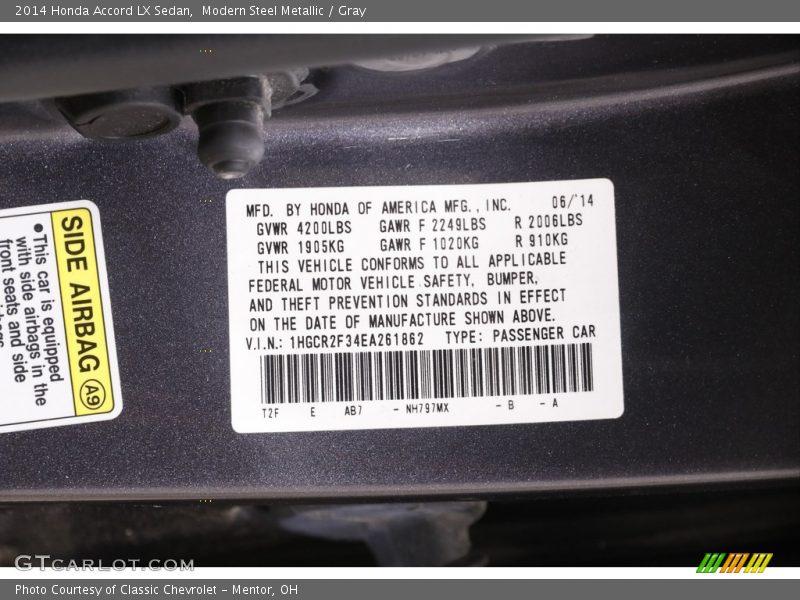 2014 Honda Accord LX Sedan,  Modern Steel Metallic / Gray
MFD. BY HONDA OF AMERICA MFG., INC. 06/'14
GVWR 4200LBS GAWR F 2249LBS R 2006LBS
GVWR 1905KG GAWR F 1020KG R 910KG
THIS VEHICLE CONFORMS TO ALL APPLICABLE
FEDERAL MOTOR VEHICLE SAFETY, BUMPER,
AND THEFT PREVENTION STANDARDS IN EFFECT
ON THE DATE OF MANUFACTURE SHOWN ABOVE.
V.I.N.: 1HGCR2F34EA261862 TYPE: PASSENGER CAR
T2F E AB7 - NH797MX - B - A
SIDE AIRBAG A9
•This car is equipped
with side airbags in the
front seats and side
GTCARLOT.COM
Photo Courtesy of Classic Chevrolet - Mentor, OH